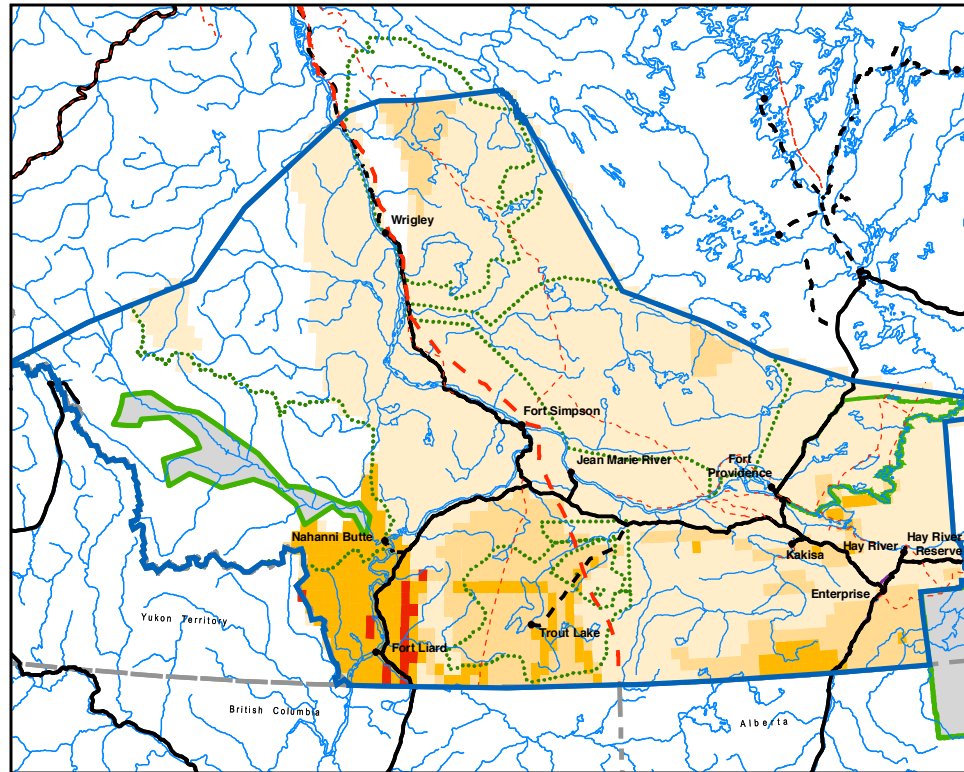 Wrigley
Fort Simpson
Jean Marie River
Fort
Providence
Nahanni Butte
Hay River
Hay River
Reserve
Kakisa
Enterprise
Trout Lake
Fort Liard
Yukon Territory
British Columbia
Alberta